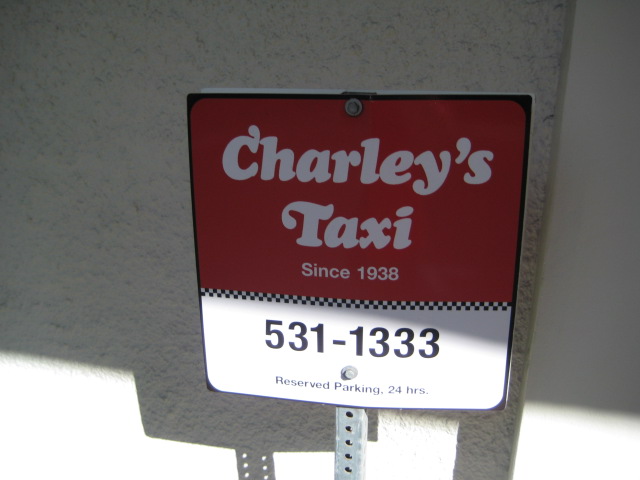 Charley's
Taxi
Since 1938
531-1333
Reserved Parking, 24 hrs.